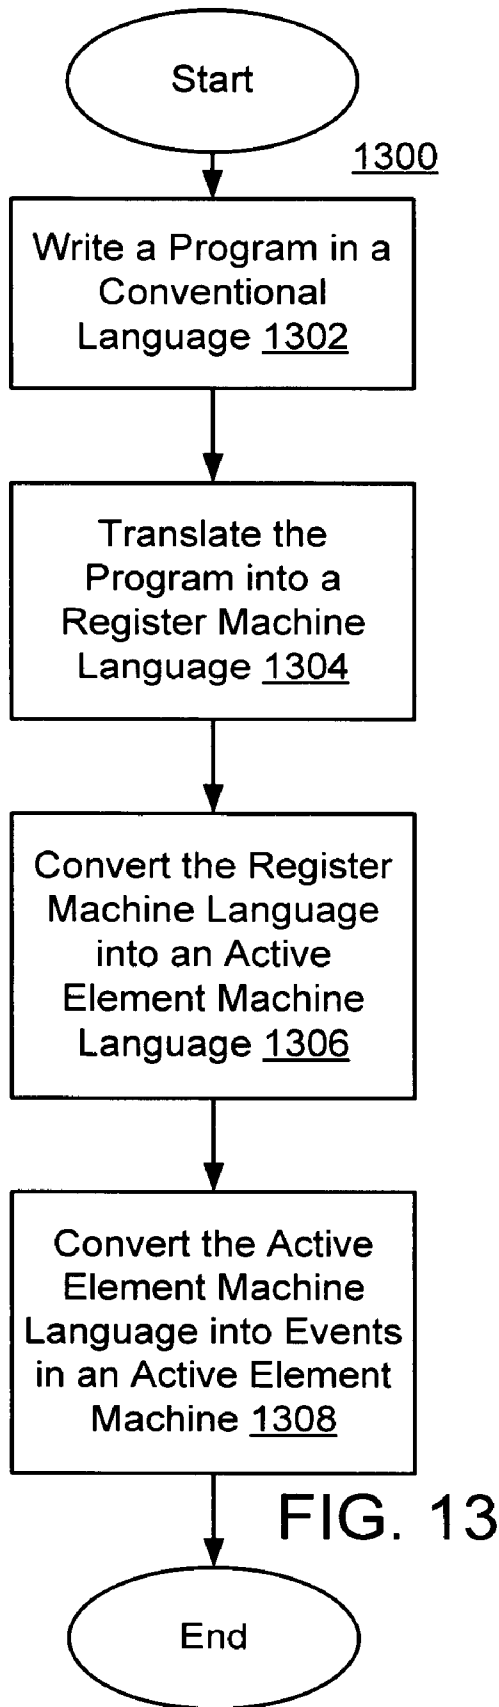 Start
1300
Write a Program in a
Conventional
Language 1302
Translate the
Program into a
Register Machine
Language 1304
Convert the Register
Machine Language
into an Active
Element Machine
Language 1306
Convert the Active
Element Machine
Language into Events
in an Active Element
Machine 1308
FIG. 13
End